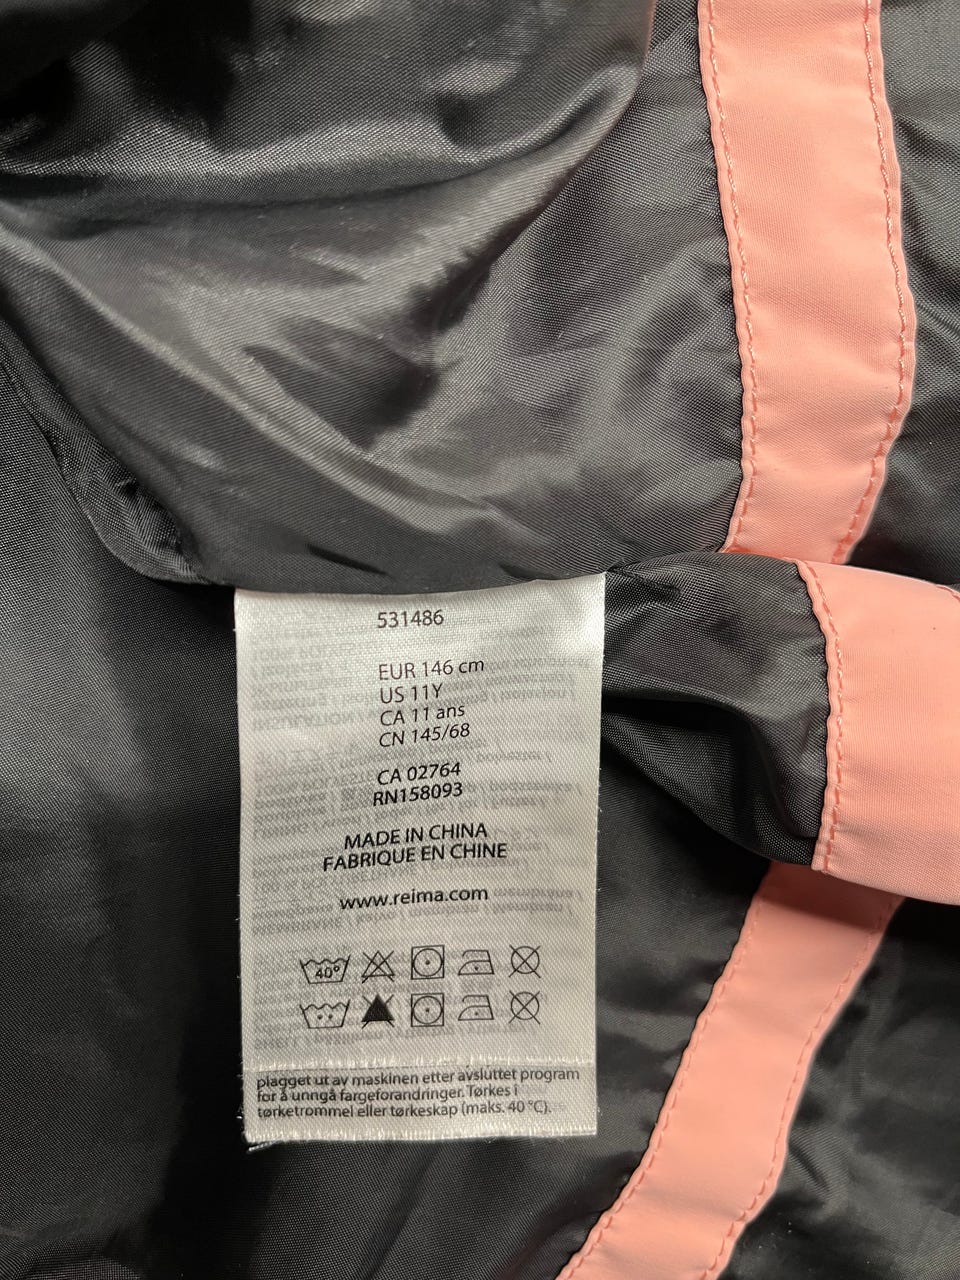 531486
EUR 146 cm
US 11Y
CA 11 ans
CN 145/68
CA 02764
RN158093
MADE IN CHINA
FABRIQUE EN CHINE
www.reima.com
40°
plagget ut av maskinen etter avsluttet program
for å unngå fargeforandringer. Tørkes i
tørketrommel eller tørkeskap (maks. 40 °C).